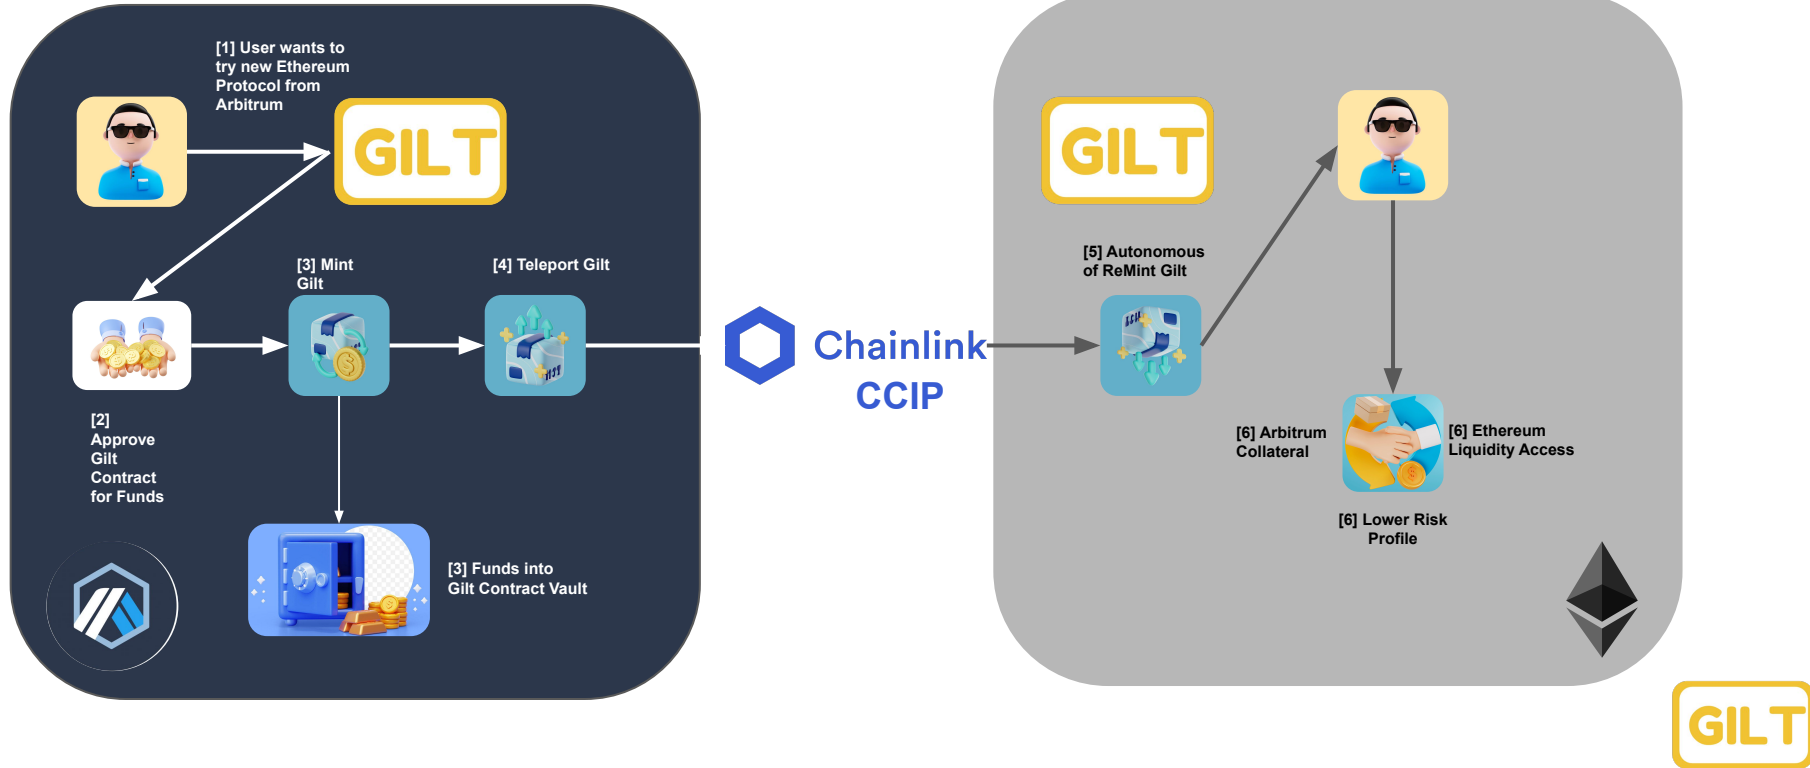 [1] User wants to
try new Ethereum
Protocol from
Arbitrum
GILT
[3] Mint
Gilt
[4] Teleport Gilt
[2]
Approve
Gilt
Contract
for Funds
[3] Funds into
Gilt Contract Vault
Chainlink
CCIP
GILT
[5] Autonomous
of ReMint Gilt
[6] Arbitrum
Collateral
[6] Ethereum
Liquidity Access
[6] Lower Risk
Profile
GILT